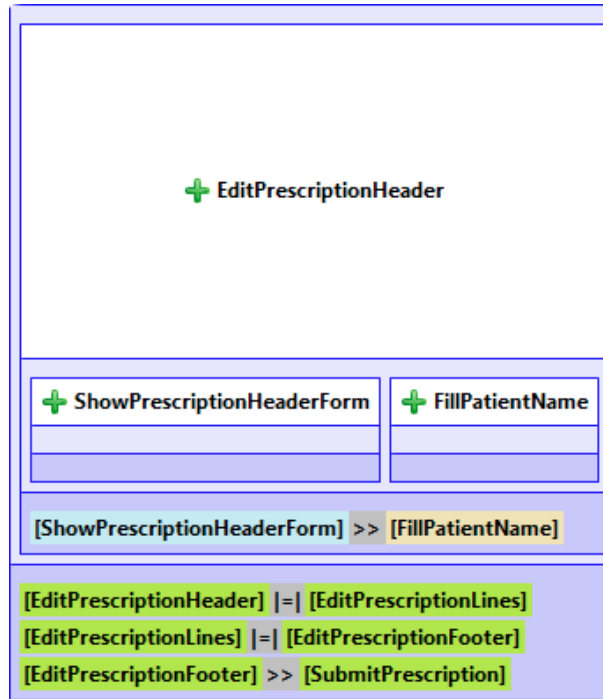 EditPrescriptionHeader
ShowPrescriptionHeaderForm FillPatientName
[ShowPrescriptionHeaderForm] >> [FillPatientName]
[EditPrescriptionHeader] |=| [EditPrescriptionLines]
[EditPrescriptionLines] |=| [EditPrescriptionFooter]
[EditPrescriptionFooter] >> [SubmitPrescription]